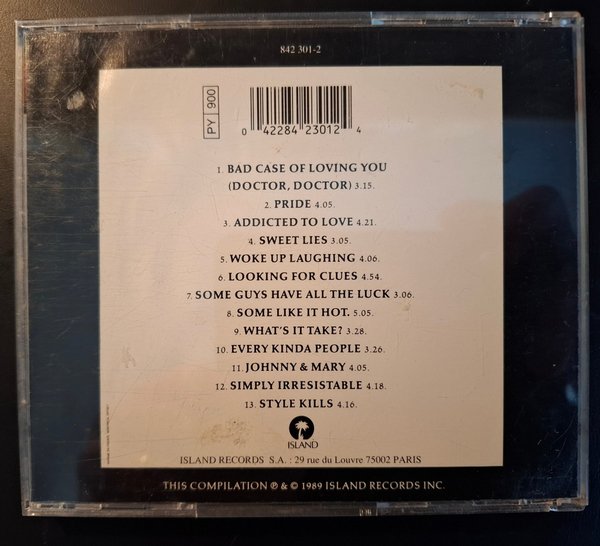 842 301-2
PY 900
0 42284 23012 4
1. BAD CASE OF LOVING YOU
(DOCTOR, DOCTOR) 3.15.
2. PRIDE 4.05.
3. ADDICTED TO LOVE 4.21.
4. SWEET LIES 3.05.
5. WOKE UP LAUGHING 4.06.
6. LOOKING FOR CLUES 4.54.
7. SOME GUYS HAVE ALL THE LUCK 3.06.
8. SOME LIKE IT HOT. 5.05.
9. WHAT'S IT TAKE? 3.28.
10. EVERY KINDA PEOPLE 3.26.
11. JOHNNY & MARY 4.05.
12. SIMPLY IRRESISTABLE 4.18.
13. STYLE KILLS 4.16.
ISLAND
ISLAND RECORDS S.A. : 29 rue du Louvre 75002 PARIS
THIS COMPILATION ℗ & © 1989 ISLAND RECORDS INC.